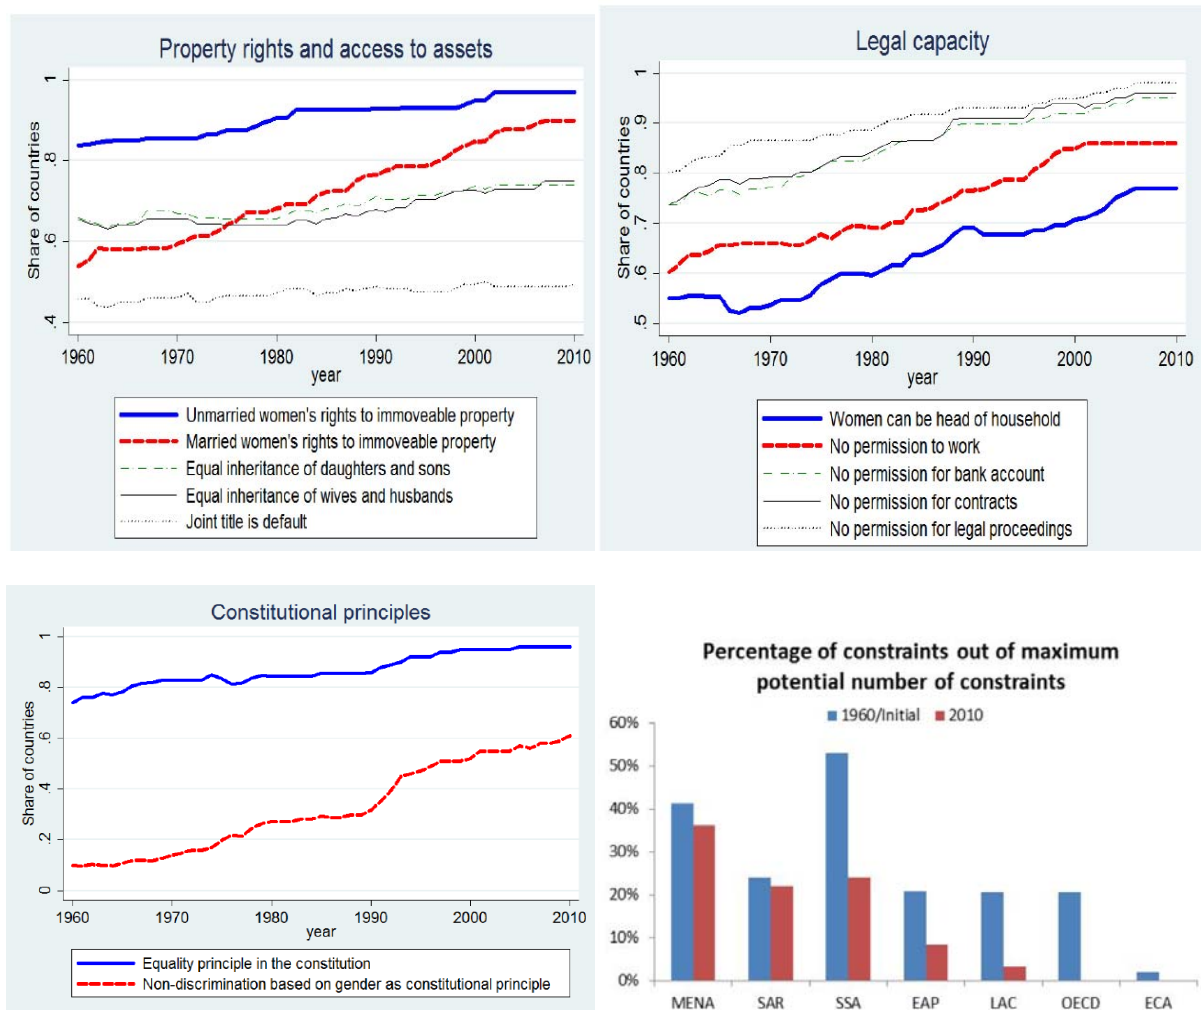 Property rights and access to assets
Share of countries
1
.8
.6
.4
1960 1970 1980 1990 2000 2010
year
Unmarried women's rights to immoveable property
Married women's rights to immoveable property
Equal inheritance of daughters and sons
Equal inheritance of wives and husbands
Joint title is default
Legal capacity
Share of countries
1
.9
.8
.7
.6
.5
1960 1970 1980 1990 2000 2010
year
Women can be head of household
No permission to work
No permission for bank account
No permission for contracts
No permission for legal proceedings
Constitutional principles
Share of countries
1
.8
.6
.4
.2
0
1960 1970 1980 1990 2000 2010
year
Equality principle in the constitution
Non-discrimination based on gender as constitutional principle
Percentage of constraints out of maximum
potential number of constraints
1960/Initial 2010
60%
50%
40%
30%
20%
10%
0%
MENA SAR SSA EAP LAC OECD ECA